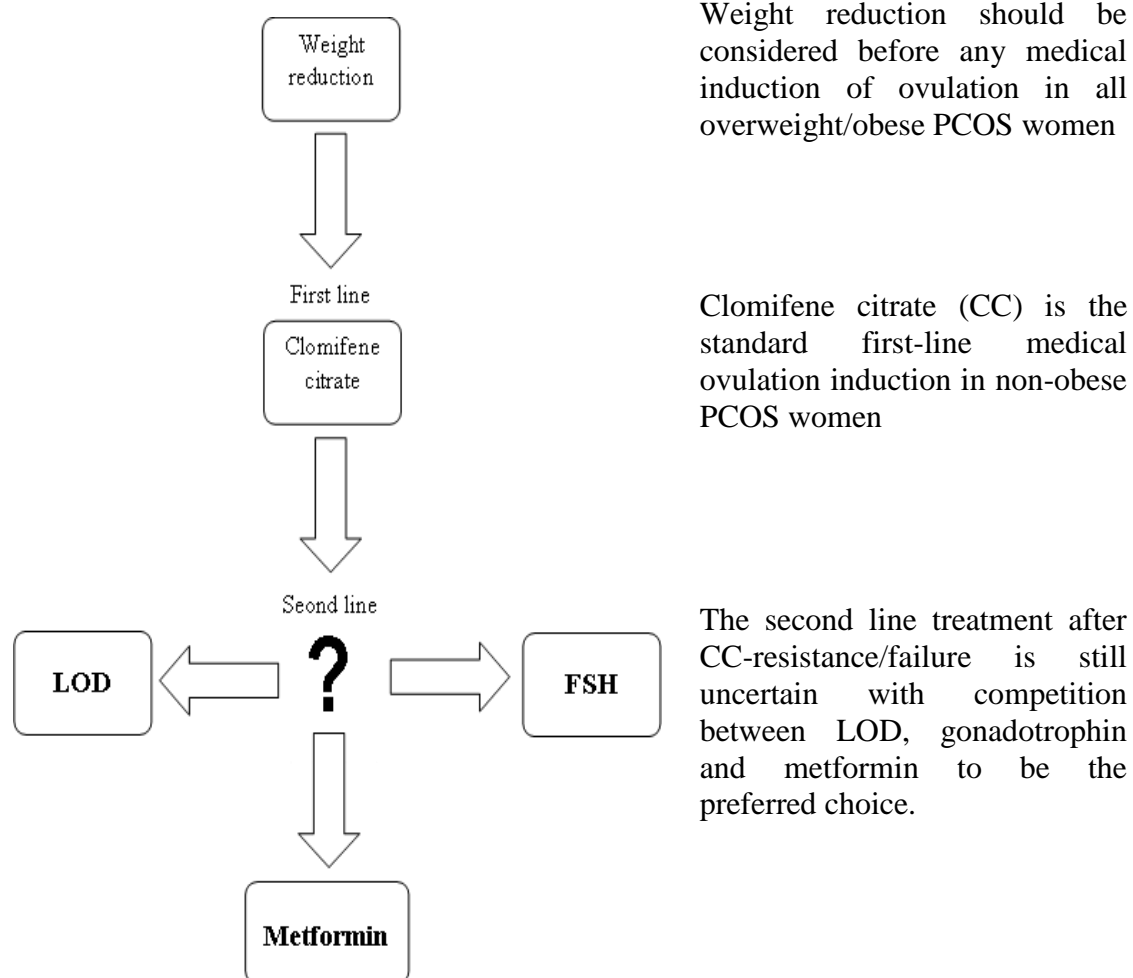 Weight
reduction
Weight reduction should be
considered before any medical
induction of ovulation in all
overweight/obese PCOS women
First line
Clomifene
citrate
Clomifene citrate (CC) is the
standard first-line medical
ovulation induction in non-obese
PCOS women
Seond line
LOD
?
FSH
The second line treatment after
CC-resistance/failure is still
uncertain with competition
between LOD, gonadotrophin
and metformin to be the
preferred choice.
Metformin